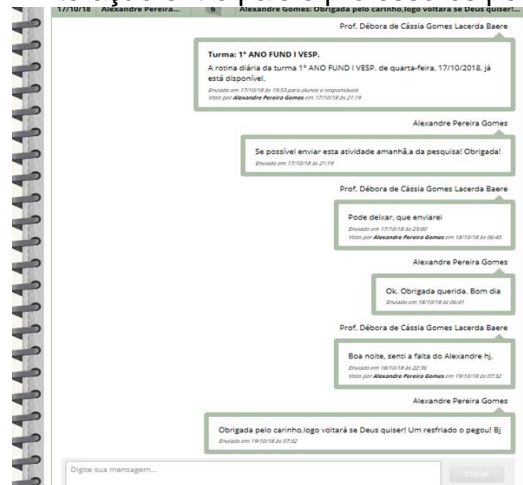 17/10/18 Alexandre Pereira... Alexandre Gomes: Obrigada pelo carinho,logo voltará se Deus quiser!...
Prof. Débora de Cássia Gomes Lacerda Baere
Turma: 1° ANO FUND I VESP.
A rotina diária da turma 1° ANO FUND I VESP. de quarta-feira, 17/10/2018, já
está disponível.
Enviado em 17/10/18 às 19:53 para alunos e responsáveis
Visto por Alexandre Pereira Gomes em 17/10/18 às 21:19
Alexandre Pereira Gomes
Se possível enviar esta atividade amanhã,a da pesquisa! Obrigada!
Enviado em 17/10/18 às 21:19
Prof. Débora de Cássia Gomes Lacerda Baere
Pode deixar, que enviarei
Enviado em 17/10/18 às 23:00
Visto por Alexandre Pereira Gomes em 18/10/18 às 06:40
Alexandre Pereira Gomes
Ok. Obrigada querida. Bom dia
Enviado em 18/10/18 às 06:41
Prof. Débora de Cássia Gomes Lacerda Baere
Boa noite, senti a falta do Alexandre hj.
Enviado em 18/10/18 às 22:36
Visto por Alexandre Pereira Gomes em 19/10/18 às 07:32
Alexandre Pereira Gomes
Obrigada pelo carinho,logo voltará se Deus quiser! Um resfriado o pegou! Bj
Enviado em 19/10/18 às 07:32
Digite sua mensagem...
Enviar